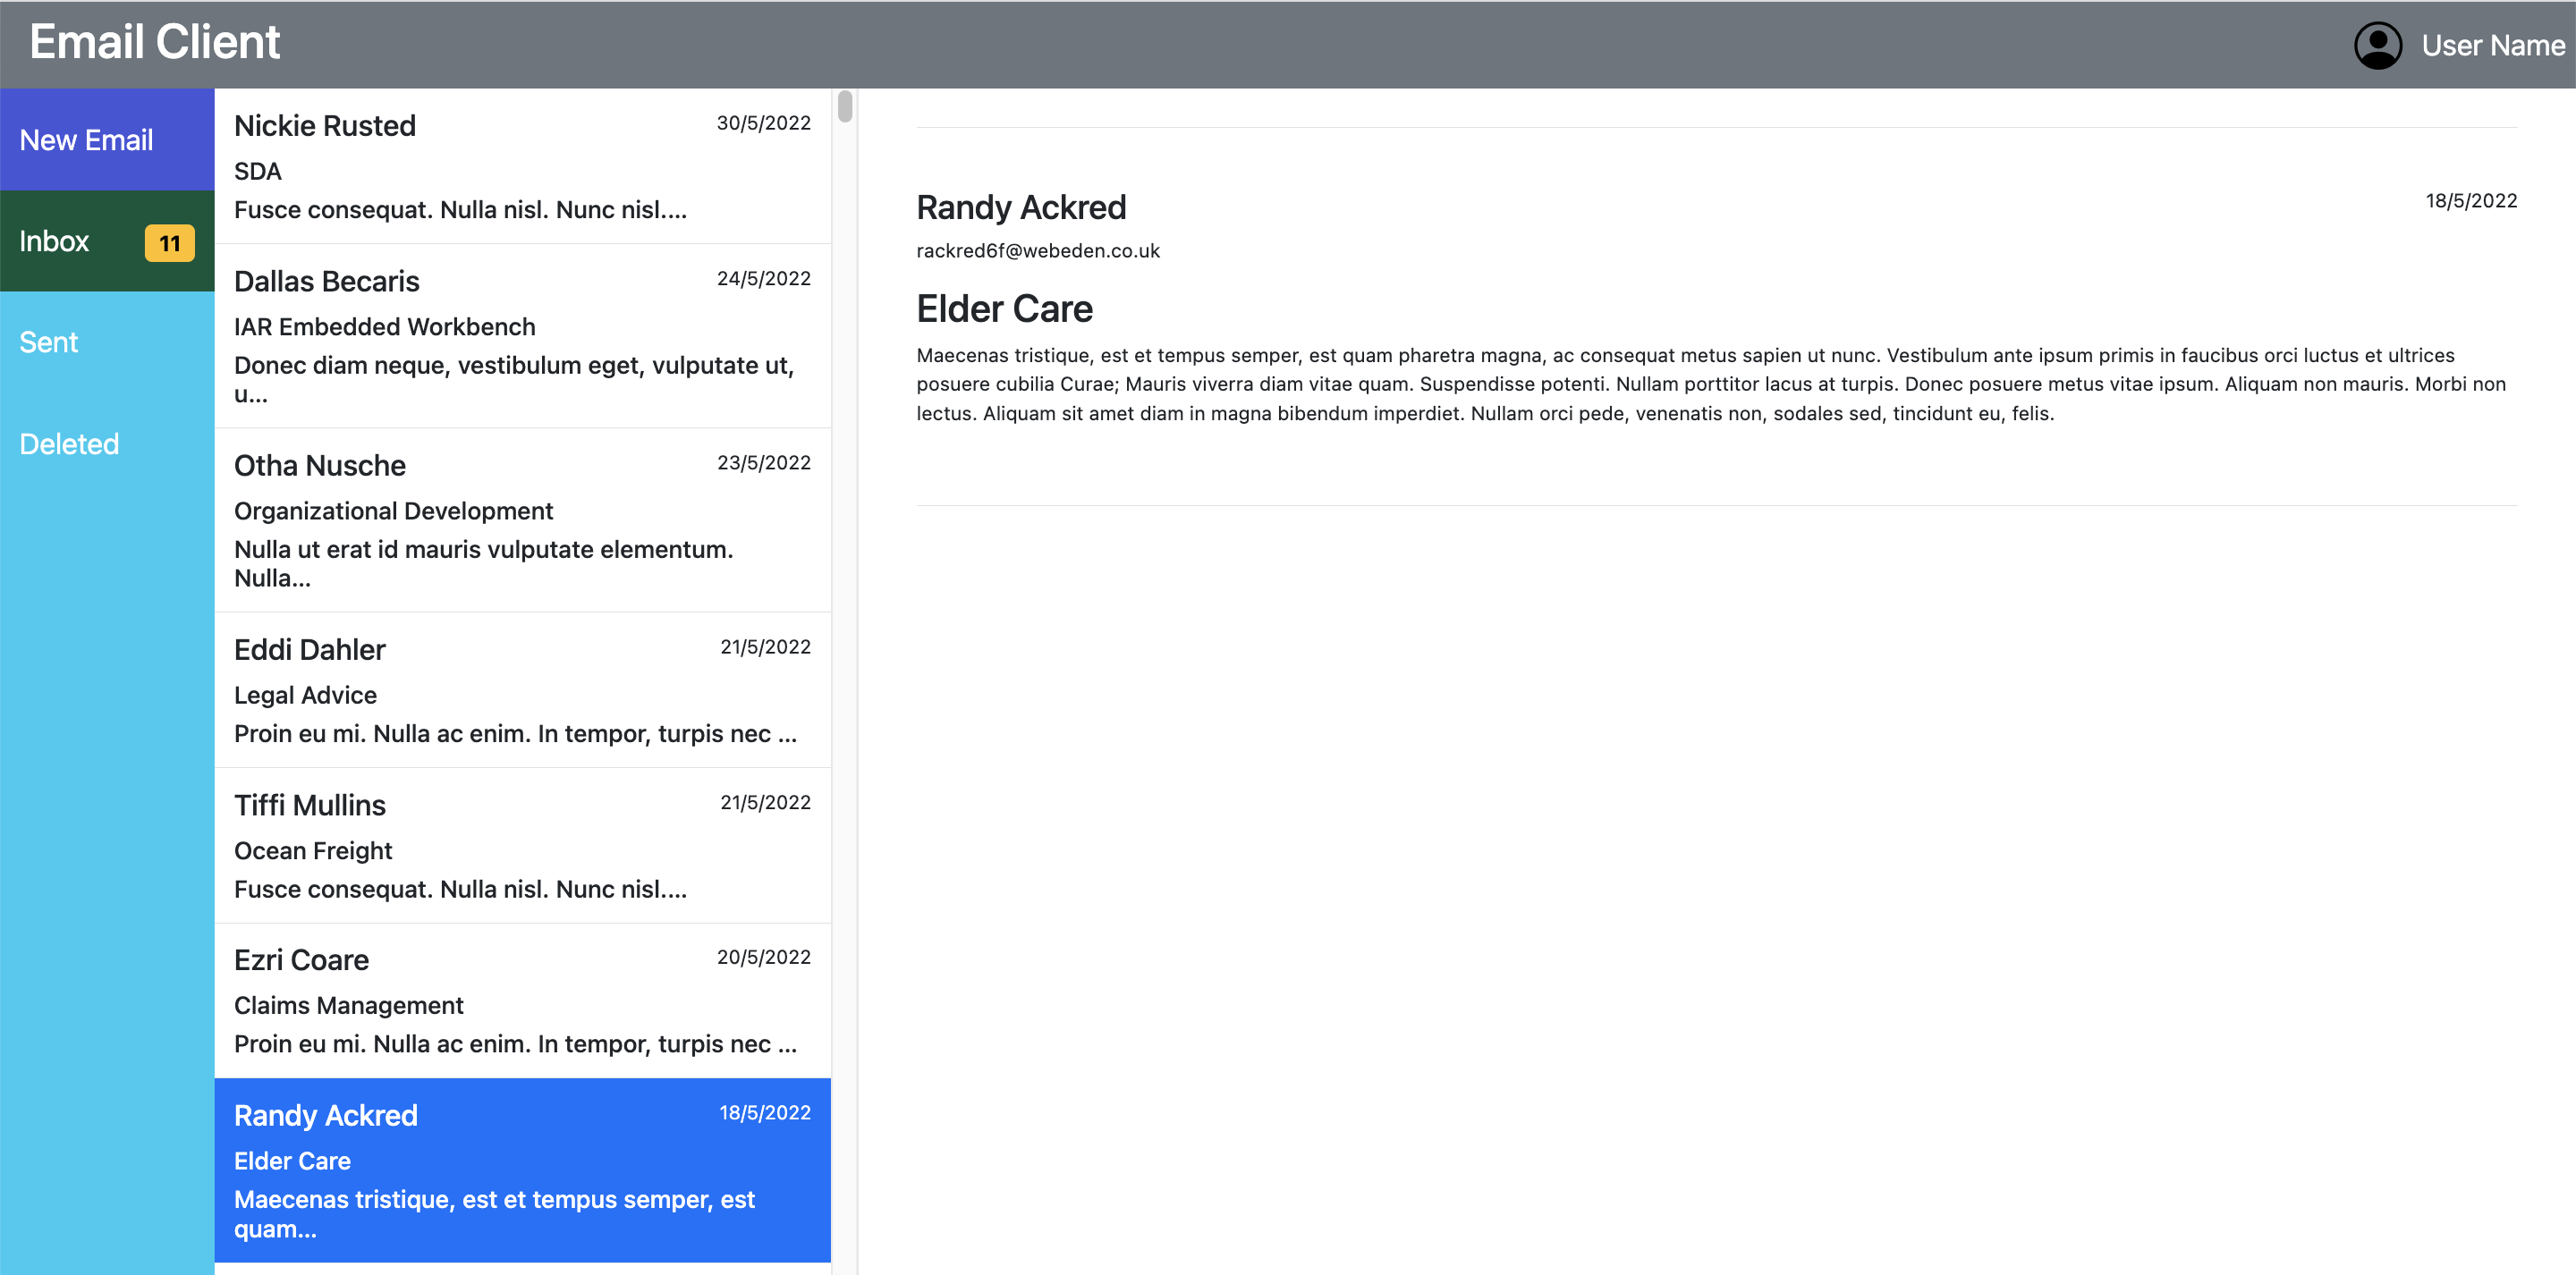 Email Client
User Name
New Email
Inbox
11
Sent
Deleted
Nickie Rusted
30/5/2022
SDA
Fusce consequat. Nulla nisl. Nunc nisl....
Dallas Becaris
24/5/2022
IAR Embedded Workbench
Donec diam neque, vestibulum eget, vulputate ut,
u...
Otha Nusche
23/5/2022
Organizational Development
Nulla ut erat id mauris vulputate elementum.
Nulla...
Eddi Dahler
21/5/2022
Legal Advice
Proin eu mi. Nulla ac enim. In tempor, turpis nec ...
Tiffi Mullins
21/5/2022
Ocean Freight
Fusce consequat. Nulla nisl. Nunc nisl....
Ezri Coare
20/5/2022
Claims Management
Proin eu mi. Nulla ac enim. In tempor, turpis nec ...
Randy Ackred
18/5/2022
Elder Care
Maecenas tristique, est et tempus semper, est
quam...
Randy Ackred
18/5/2022
rackred6f@webeden.co.uk
Elder Care
Maecenas tristique, est et tempus semper, est quam pharetra magna, ac consequat metus sapien ut nunc. Vestibulum ante ipsum primis in faucibus orci luctus et ultrices
posuere cubilia Curae; Mauris viverra diam vitae quam. Suspendisse potenti. Nullam porttitor lacus at turpis. Donec posuere metus vitae ipsum. Aliquam non mauris. Morbi non
lectus. Aliquam sit amet diam in magna bibendum imperdiet. Nullam orci pede, venenatis non, sodales sed, tincidunt eu, felis.